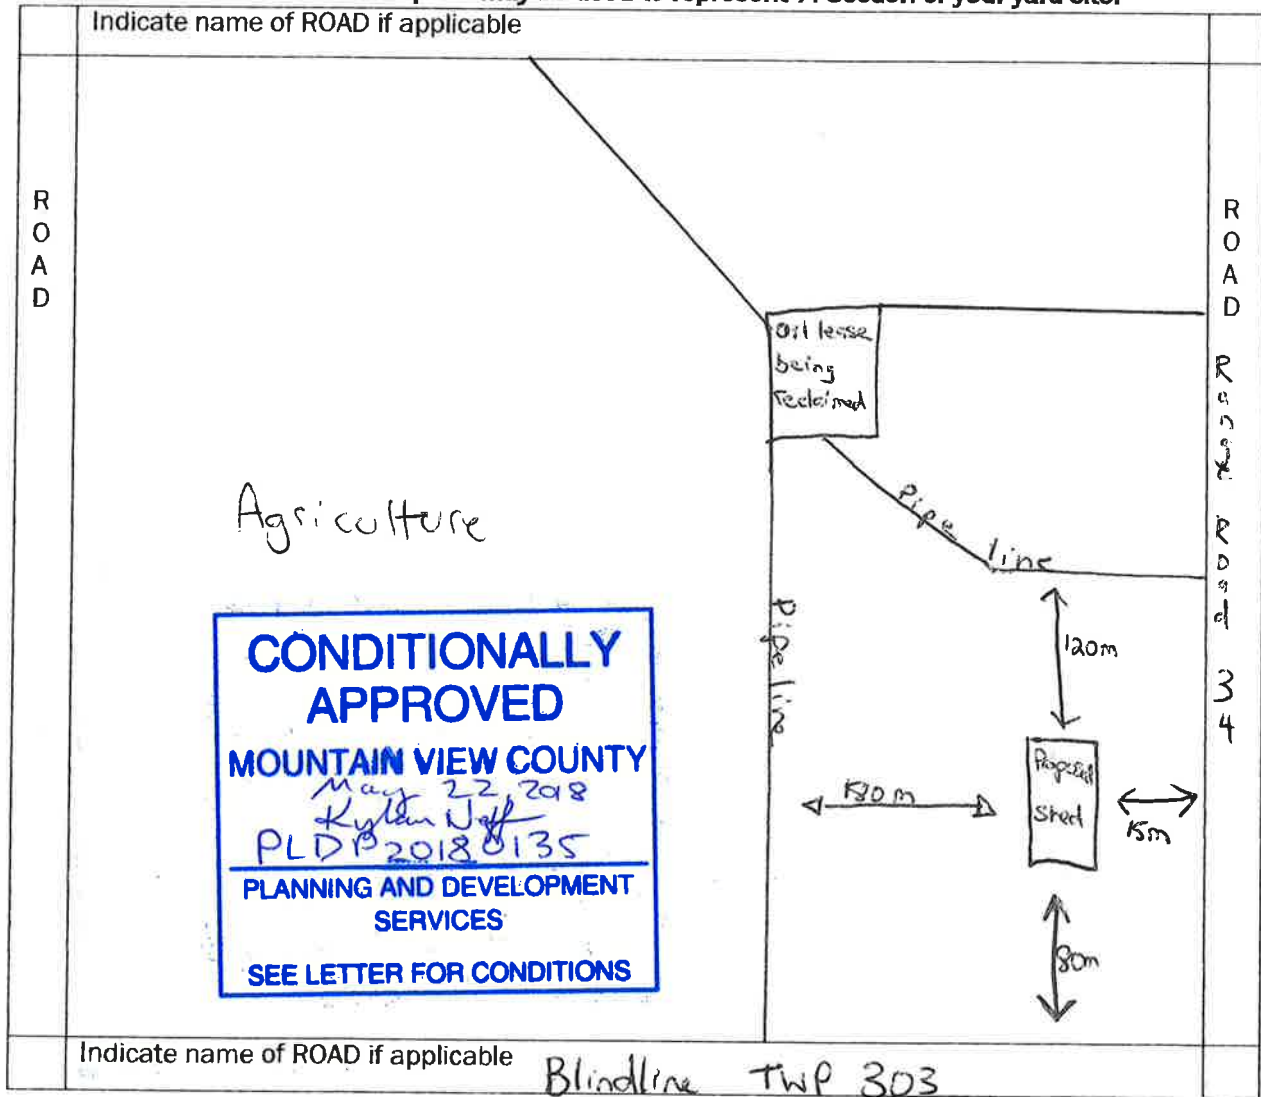 Indicate name of ROAD if applicable
ROAD
ROAD Range Road 34
Oil lease
being
reclaimed
Pipe line
Agriculture
Pipe line
120m
CONDITIONALLY
APPROVED
MOUNTAIN VIEW COUNTY
May 22, 2018
PLDP20180135
PLANNING AND DEVELOPMENT
SERVICES
SEE LETTER FOR CONDITIONS
Proposed
Shed
15m
80m
Indicate name of ROAD if applicable Blindline TWP 303